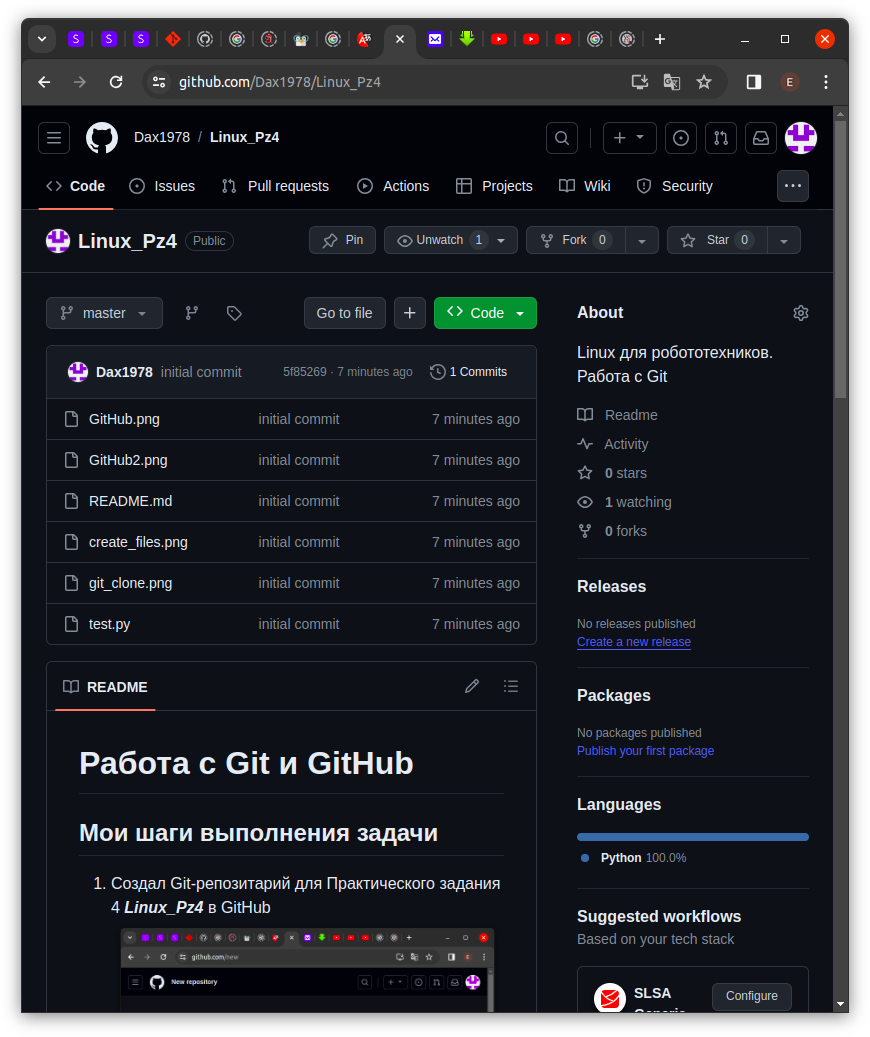 github.com/Dax1978/Linux_Pz4
E
Dax1978 / Linux_Pz4
Code Issues Pull requests Actions Projects Wiki Security
Linux_Pz4 Public Pin Unwatch 1 Fork 0 Star 0
master Go to file Code
Dax1978 initial commit 5f85269 · 7 minutes ago 1 Commits
GitHub.png initial commit 7 minutes ago
GitHub2.png initial commit 7 minutes ago
README.md initial commit 7 minutes ago
create_files.png initial commit 7 minutes ago
git_clone.png initial commit 7 minutes ago
test.py initial commit 7 minutes ago
README
Работа с Git и GitHub
Мои шаги выполнения задачи
1. Создал Git-репозитарий для Практического задания
4 Linux_Pz4 в GitHub
github.com/new
New repository
About
Linux для робототехников.
Работа с Git
Readme
Activity
0 stars
1 watching
0 forks
Releases
No releases published
Create a new release
Packages
No packages published
Publish your first package
Languages
Python 100.0%
Suggested workflows
Based on your tech stack
SLSA
Configure